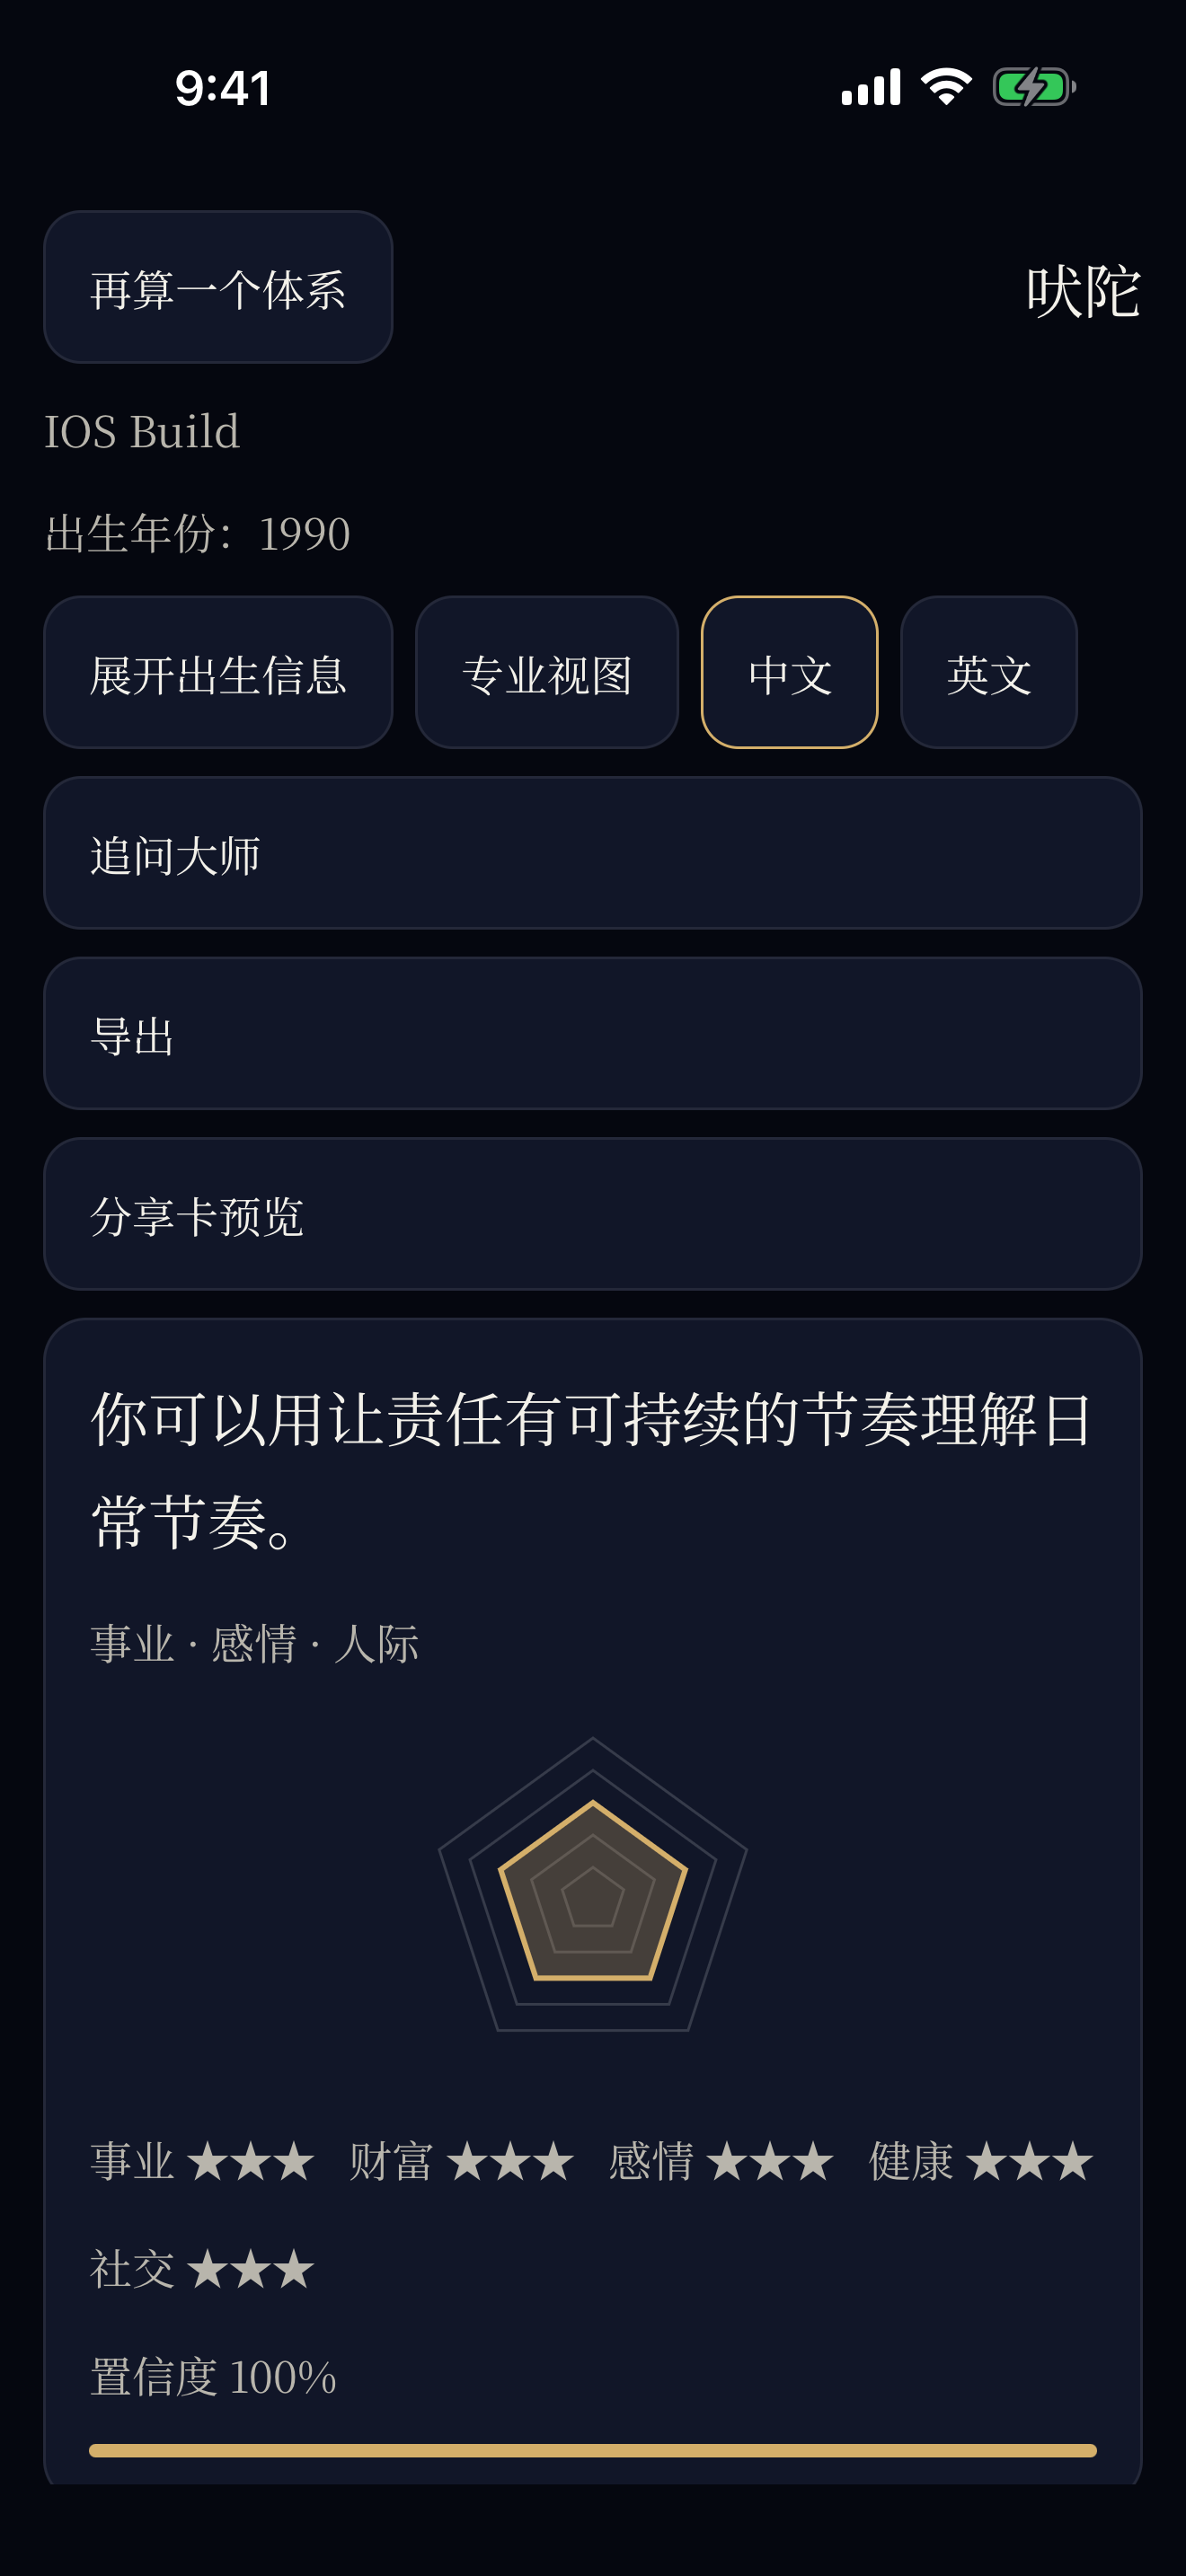 9:41
再算一个体系
吠陀
IOS Build
出生年份：1990
展开出生信息 专业视图 中文 英文
追问大师
导出
分享卡预览
你可以用让责任有可持续的节奏理解日
常节奏。
事业 · 感情 · 人际
事业 ★★★ 财富 ★★★ 感情 ★★★ 健康 ★★★
社交 ★★★
置信度 100%